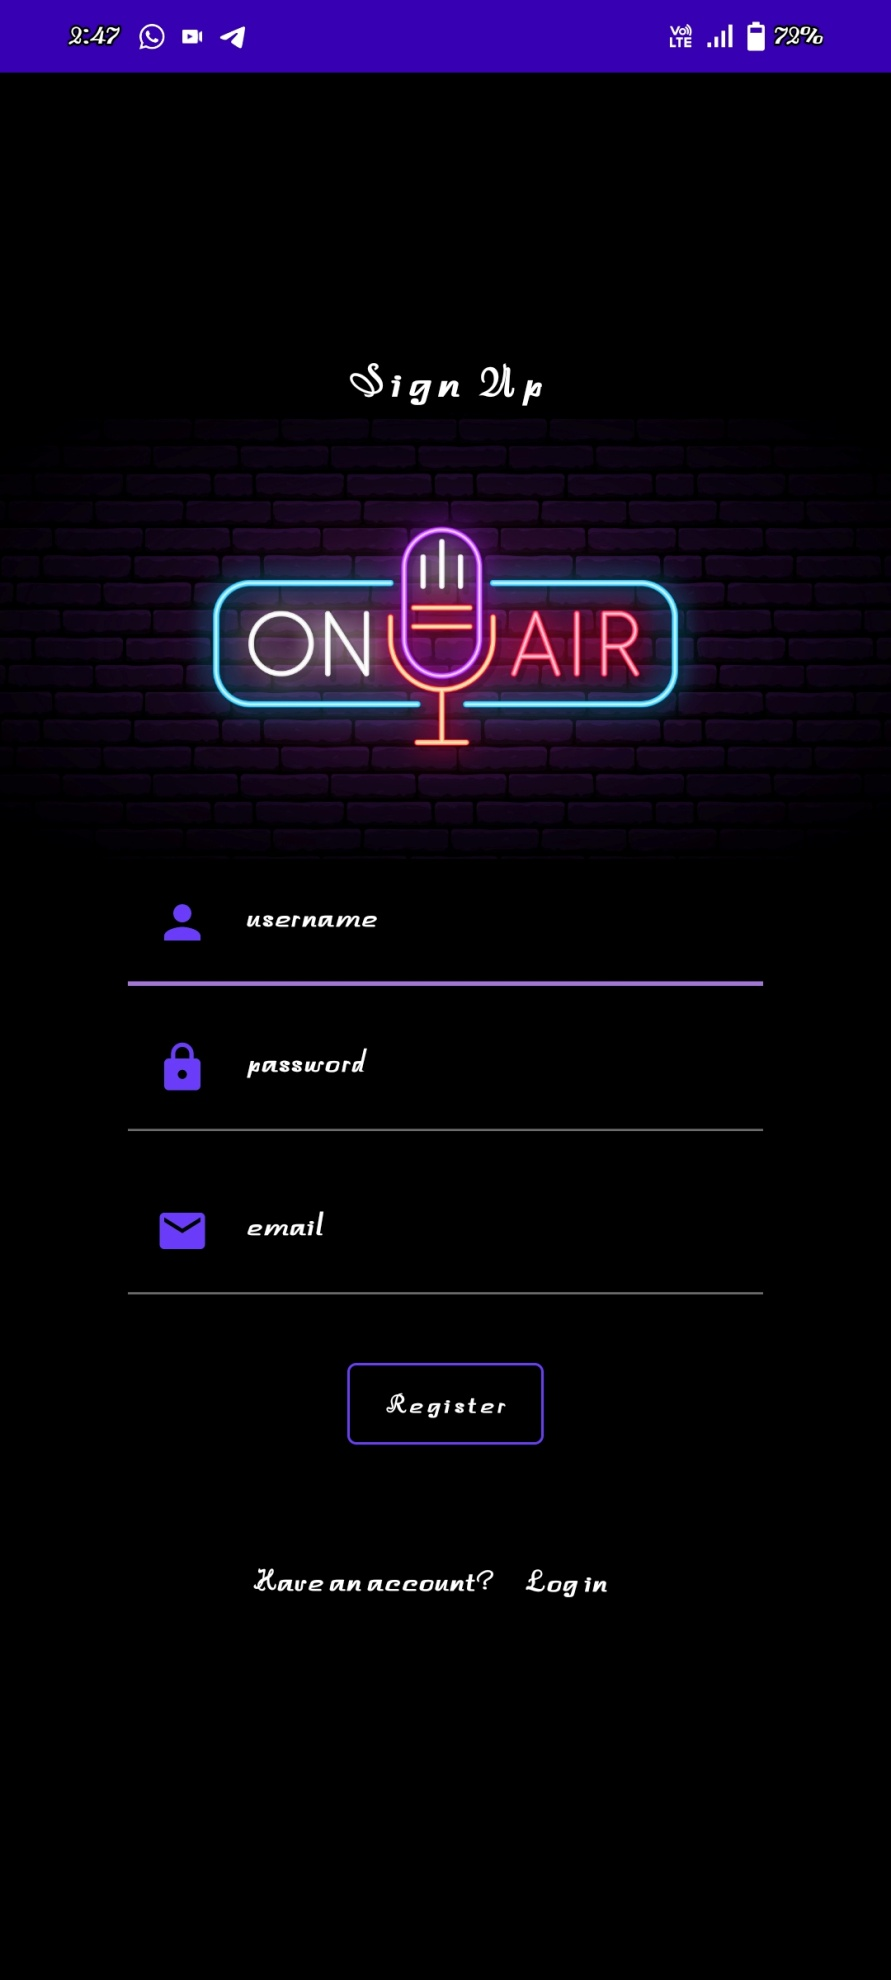 2:47 Vo) LTE 72%
Sign Up
ON AIR
username
password
email
Register
Have an account? Log in